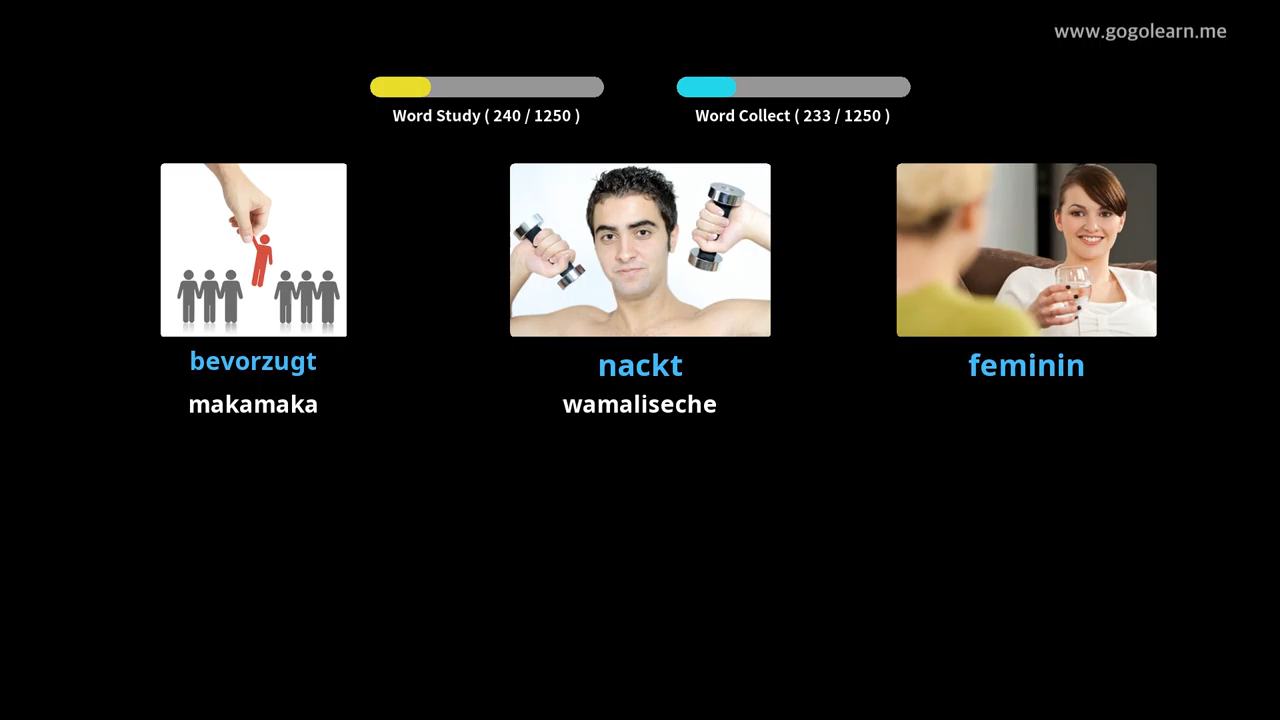 www.gogolearn.me
Word Study ( 240 / 1250 )
Word Collect ( 233 / 1250 )
bevorzugt
nackt
feminin
makamaka
wamaliseche